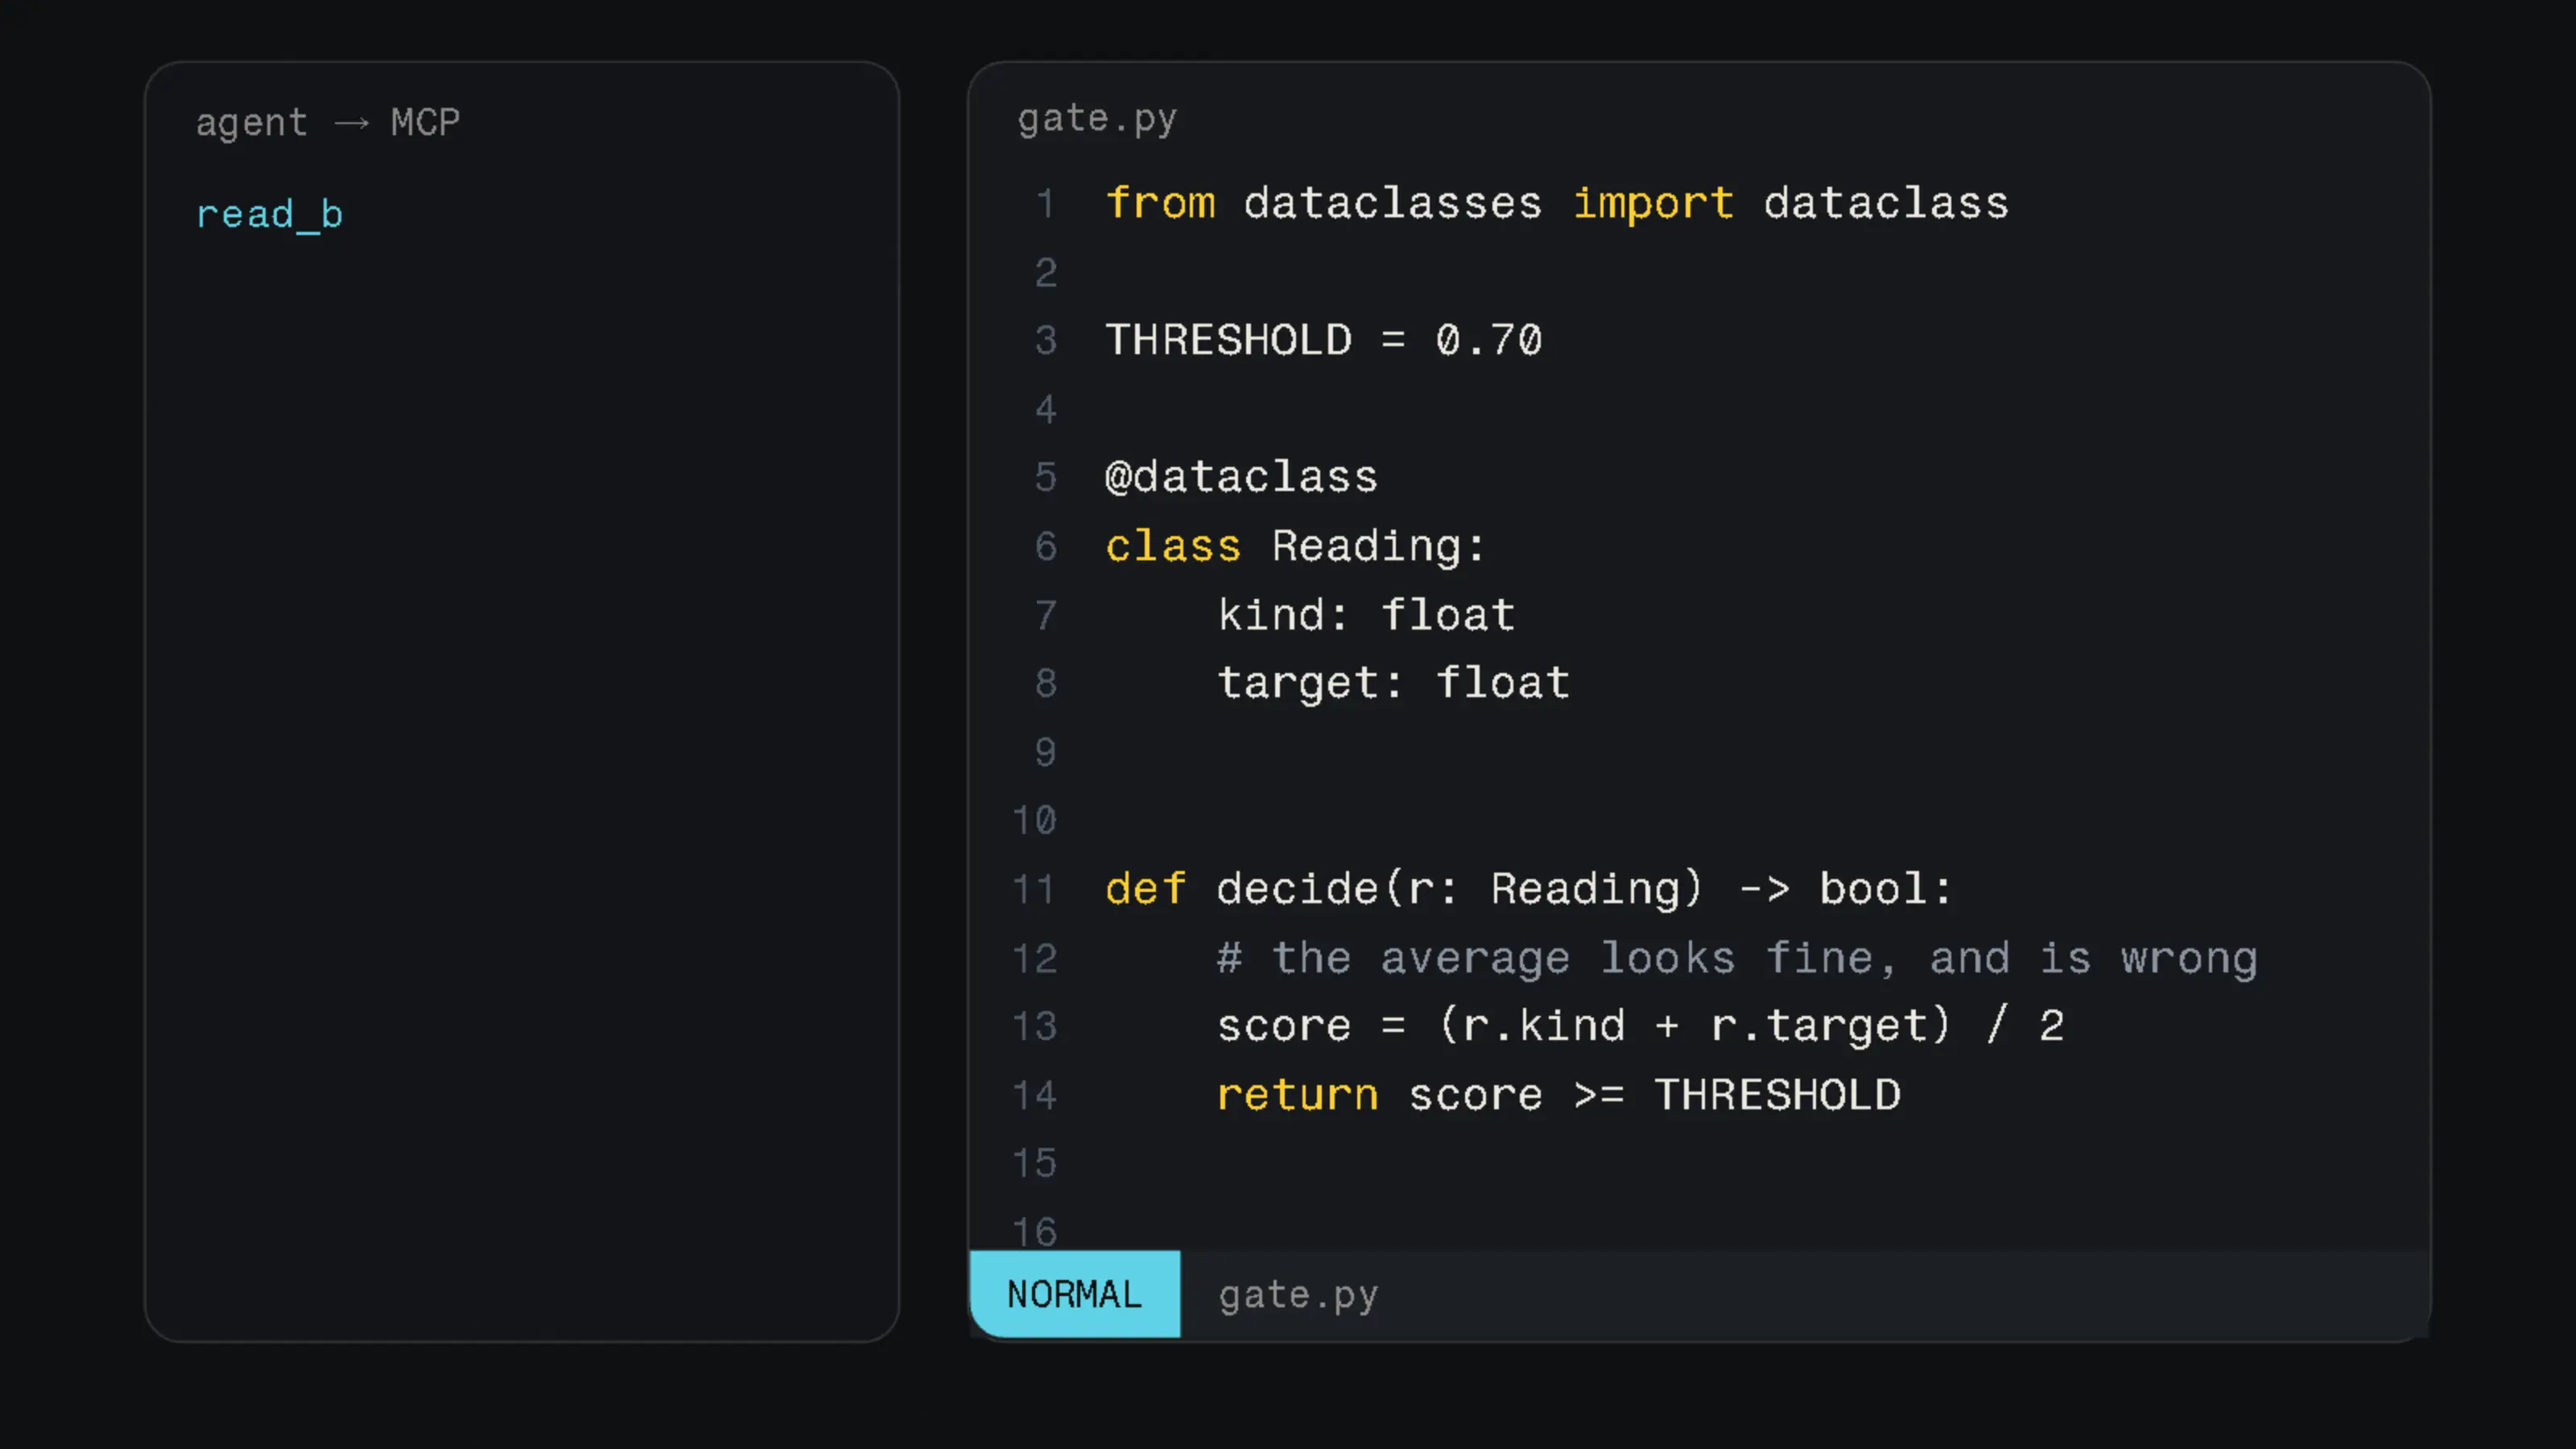 agent → MCP
read_b
gate.py
1 from dataclasses import dataclass
2
3 THRESHOLD = 0.70
4
5 @dataclass
6 class Reading:
7     kind: float
8     target: float
9
10
11 def decide(r: Reading) -> bool:
12     # the average looks fine, and is wrong
13     score = (r.kind + r.target) / 2
14     return score >= THRESHOLD
15
16
NORMAL gate.py